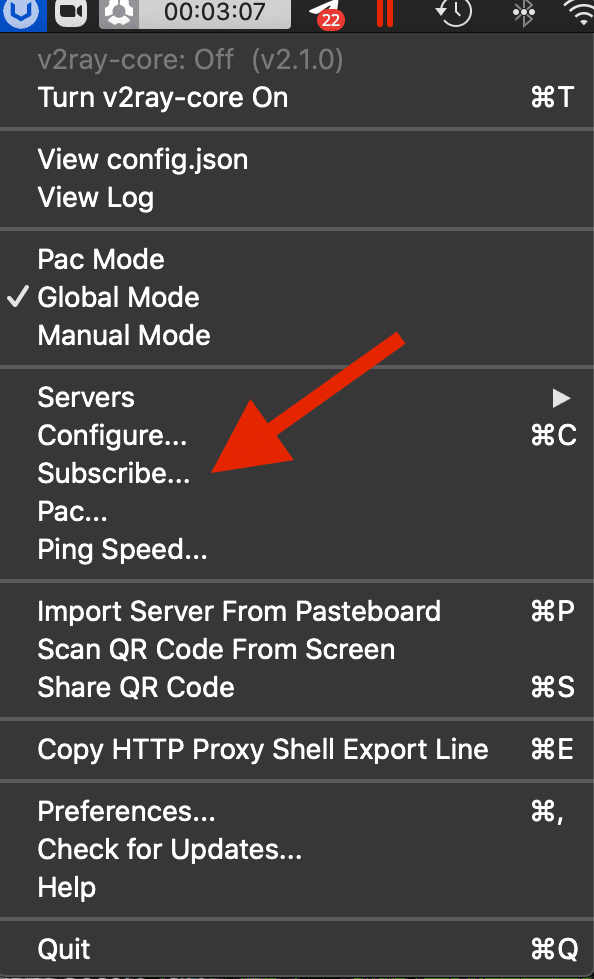 00:03:07
22
v2ray-core: Off (v2.1.0)
Turn v2ray-core On ⌘T
View config.json
View Log
Pac Mode
✓ Global Mode
Manual Mode
Servers ▶
Configure... ⌘C
Subscribe...
Pac...
Ping Speed...
Import Server From Pasteboard ⌘P
Scan QR Code From Screen
Share QR Code ⌘S
Copy HTTP Proxy Shell Export Line ⌘E
Preferences... ⌘,
Check for Updates...
Help
Quit ⌘Q